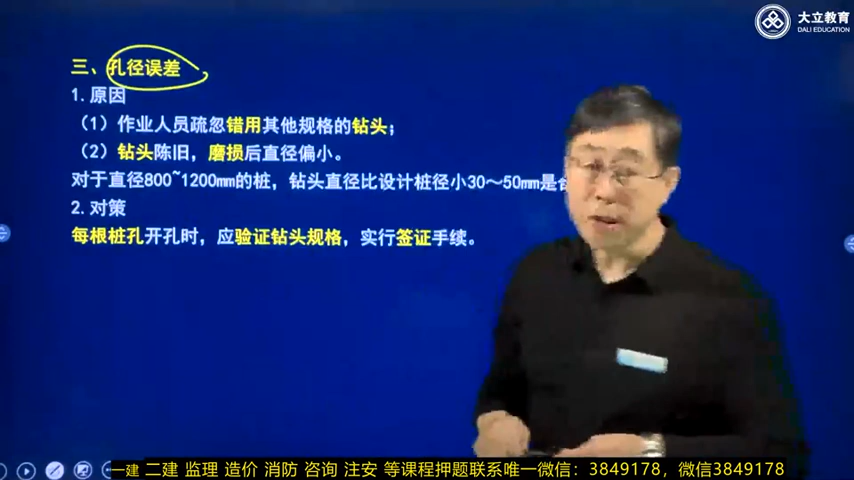 大立教育
DALI EDUCATION
三、孔径误差
1.原因
（1）作业人员疏忽错用其他规格的钻头；
（2）钻头陈旧，磨损后直径偏小。
对于直径800~1200mm的桩，钻头直径比设计桩径小30～50mm是
2.对策
每根桩孔开孔时，应验证钻头规格，实行签证手续。
一建 二建 监理 造价 消防 咨询 注安 等课程押题联系唯一微信：3849178，微信3849178